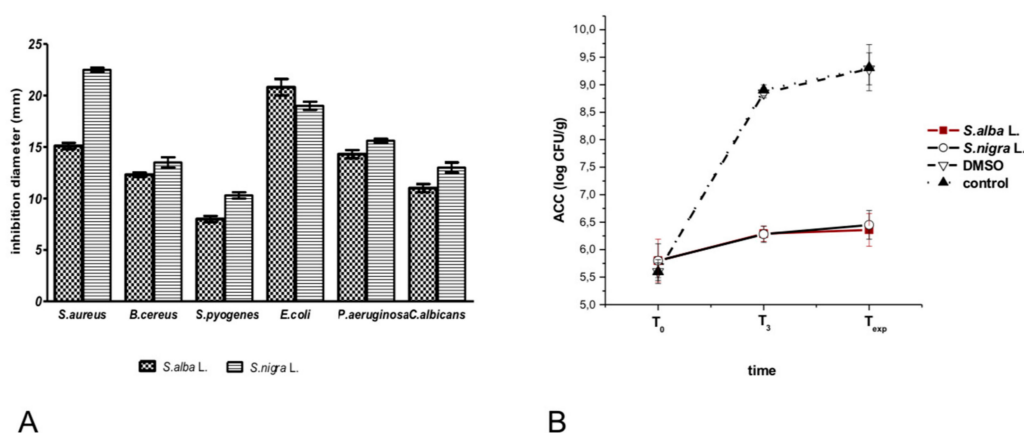 25
20
15
10
5
0
inhibition diameter (mm)
S.aureus B.cereus S.pyogenes E.coli P.aeruginosa C.albicans
S.alba L. S.nigra L.
A
10,0
9,5
9,0
8,5
8,0
7,5
7,0
6,5
6,0
5,5
5,0
ACC (log CFU/g)
T0 T3 Texp
time
S.alba L.
S.nigra L.
DMSO
control
B